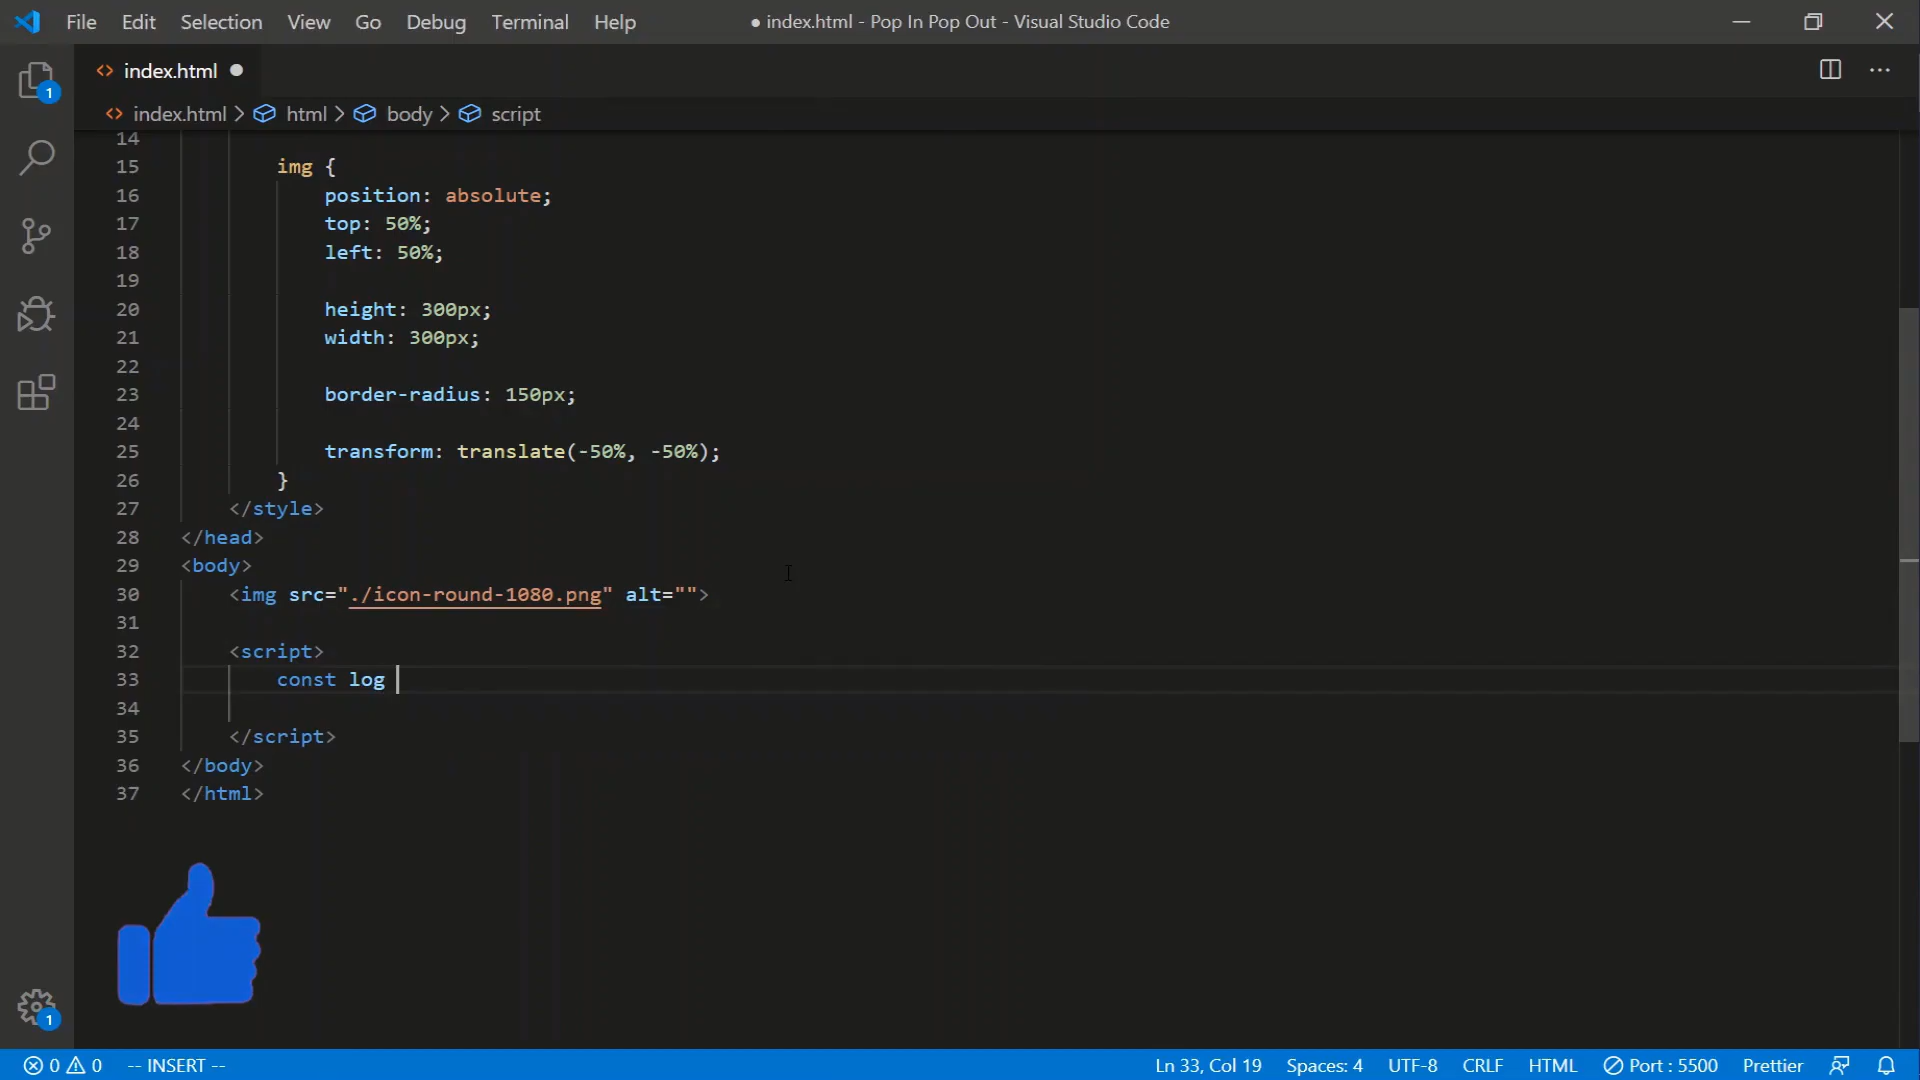 File Edit Selection View Go Debug Terminal Help ● index.html - Pop In Pop Out - Visual Studio Code
<> index.html ●
<> index.html > html > body > script
14
15 img {
16 position: absolute;
17 top: 50%;
18 left: 50%;
19
20 height: 300px;
21 width: 300px;
22
23 border-radius: 150px;
24
25 transform: translate(-50%, -50%);
26 }
27 </style>
28 </head>
29 <body>
30 <img src="./icon-round-1080.png" alt="">
31
32 <script>
33 const log
34
35 </script>
36 </body>
37 </html>
1
1
0 0 -- INSERT -- Ln 33, Col 19 Spaces: 4 UTF-8 CRLF HTML Port : 5500 Prettier